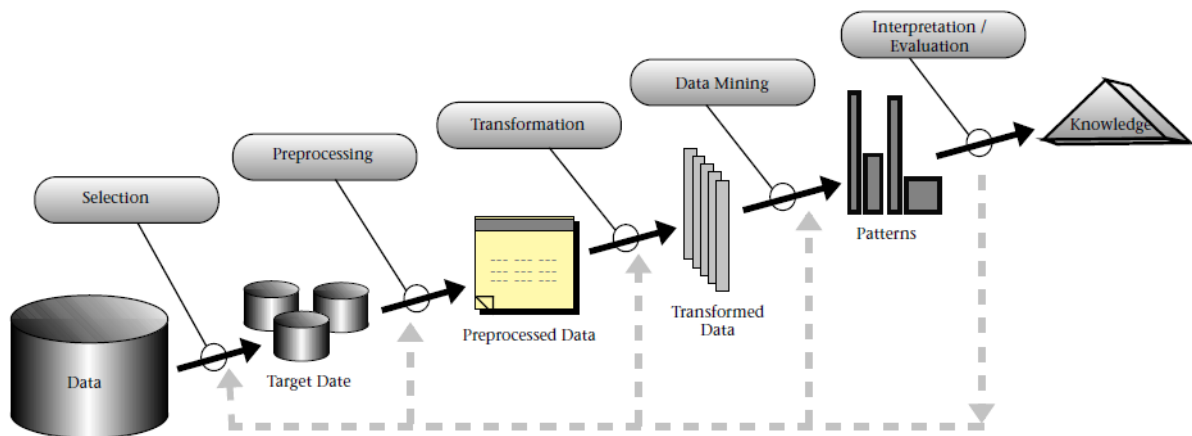 Interpretation /
Evaluation
Data Mining
Transformation
Preprocessing
Selection
Knowledge
Patterns
Transformed
Data
Preprocessed Data
Target Date
Data